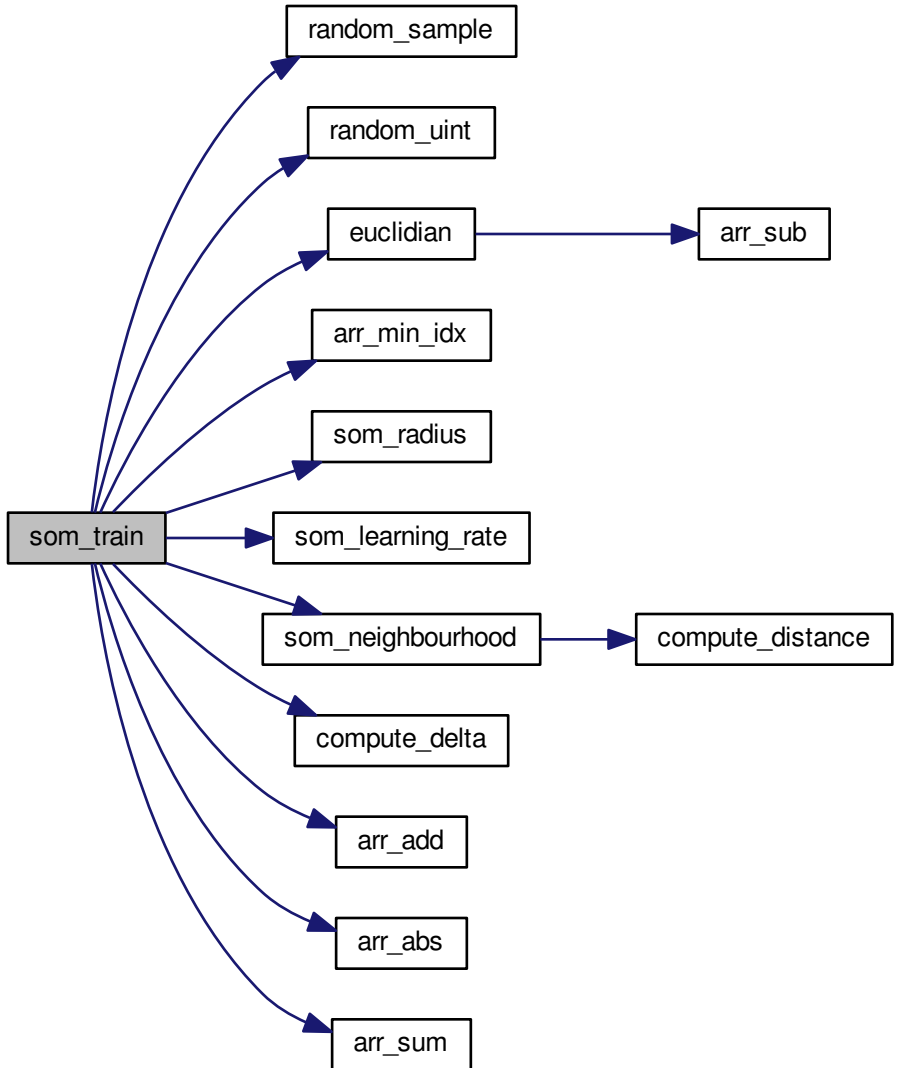 random_sample
random_uint
euclidian
arr_sub
arr_min_idx
som_radius
som_train
som_learning_rate
som_neighbourhood
compute_distance
compute_delta
arr_add
arr_abs
arr_sum